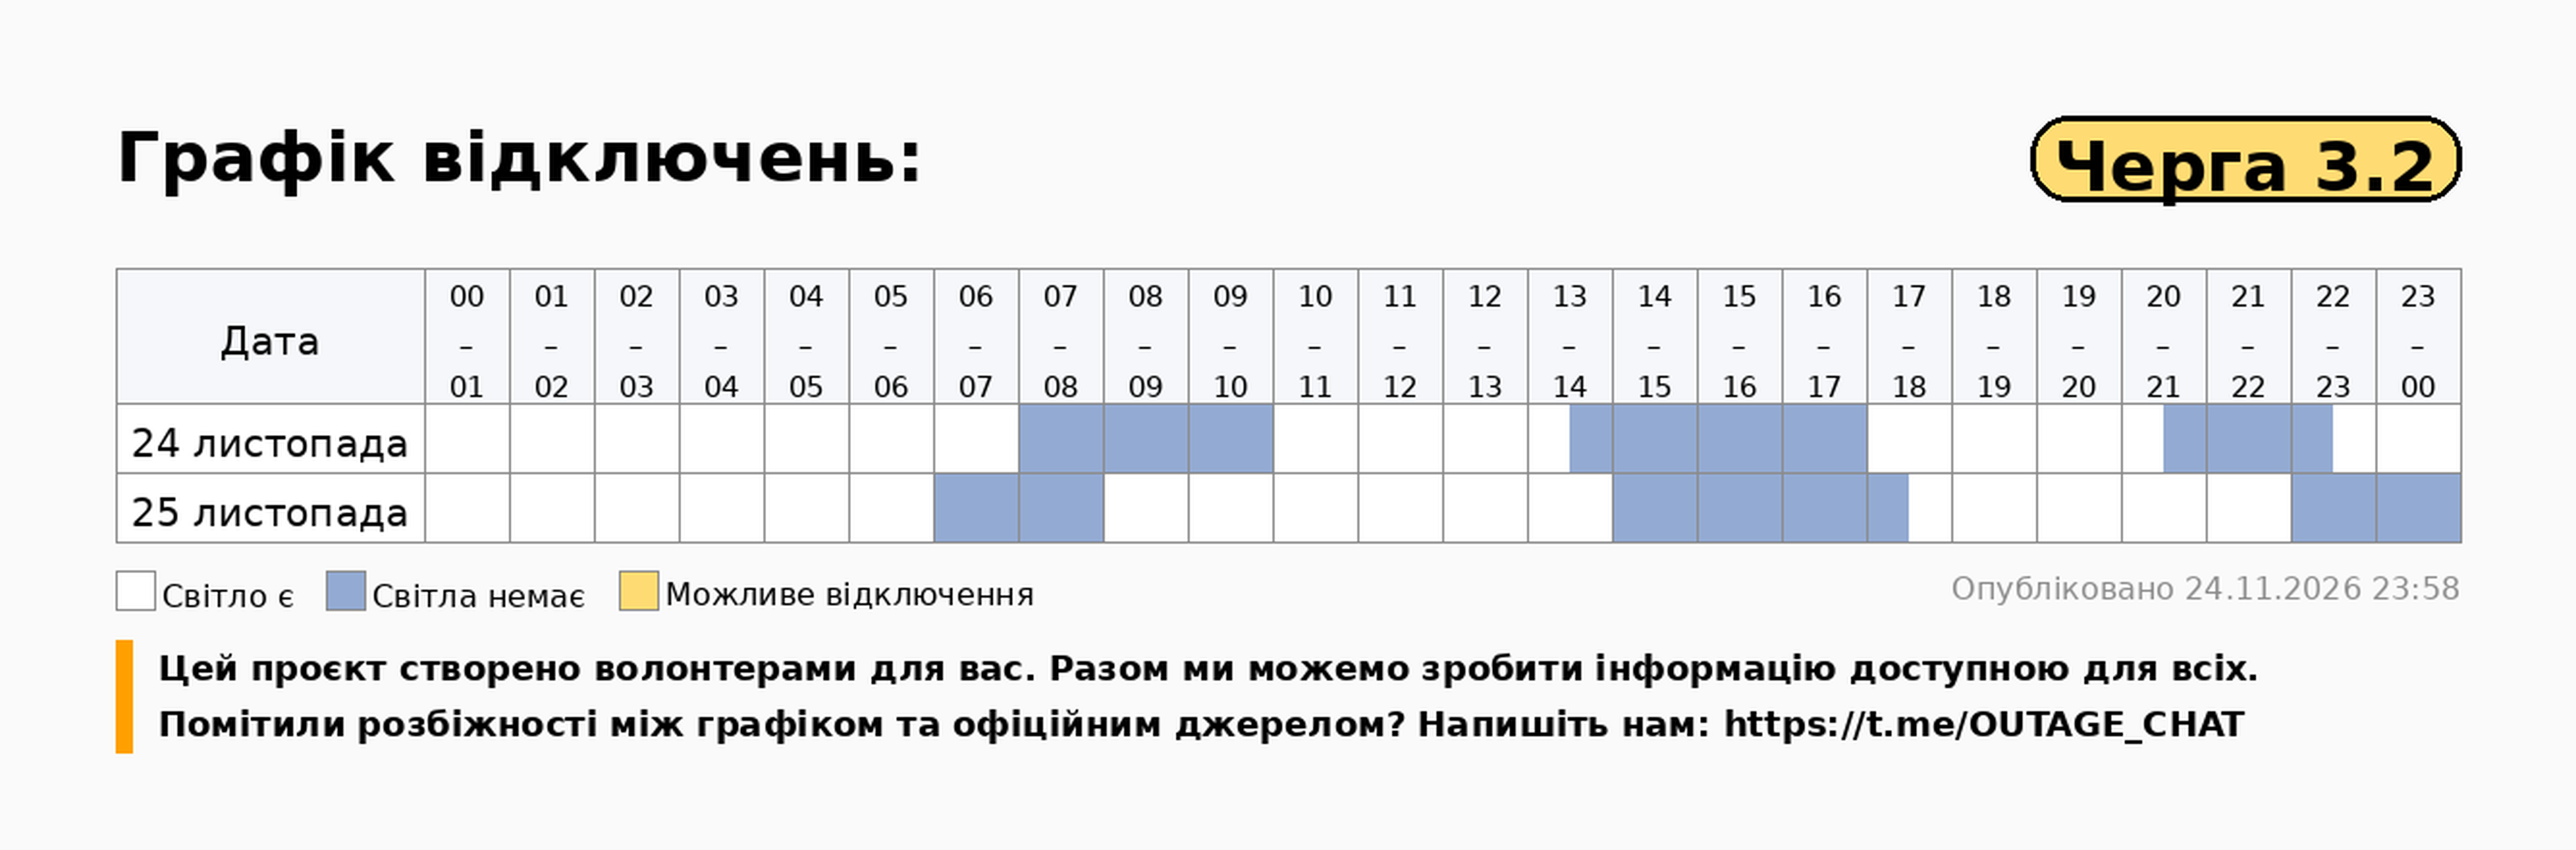 Графік відключень:
Черга 3.2
Дата 00 – 01 01 – 02 02 – 03 03 – 04 04 – 05 05 – 06 06 – 07 07 – 08 08 – 09 09 – 10 10 – 11 11 – 12 12 – 13 13 – 14 14 – 15 15 – 16 16 – 17 17 – 18 18 – 19 19 – 20 20 – 21 21 – 22 22 – 23 23 – 00
24 листопада
25 листопада
Світло є Світла немає Можливе відключення
Опубліковано 24.11.2026 23:58
Цей проєкт створено волонтерами для вас. Разом ми можемо зробити інформацію доступною для всіх.
Помітили розбіжності між графіком та офіційним джерелом? Напишіть нам: https://t.me/OUTAGE_CHAT